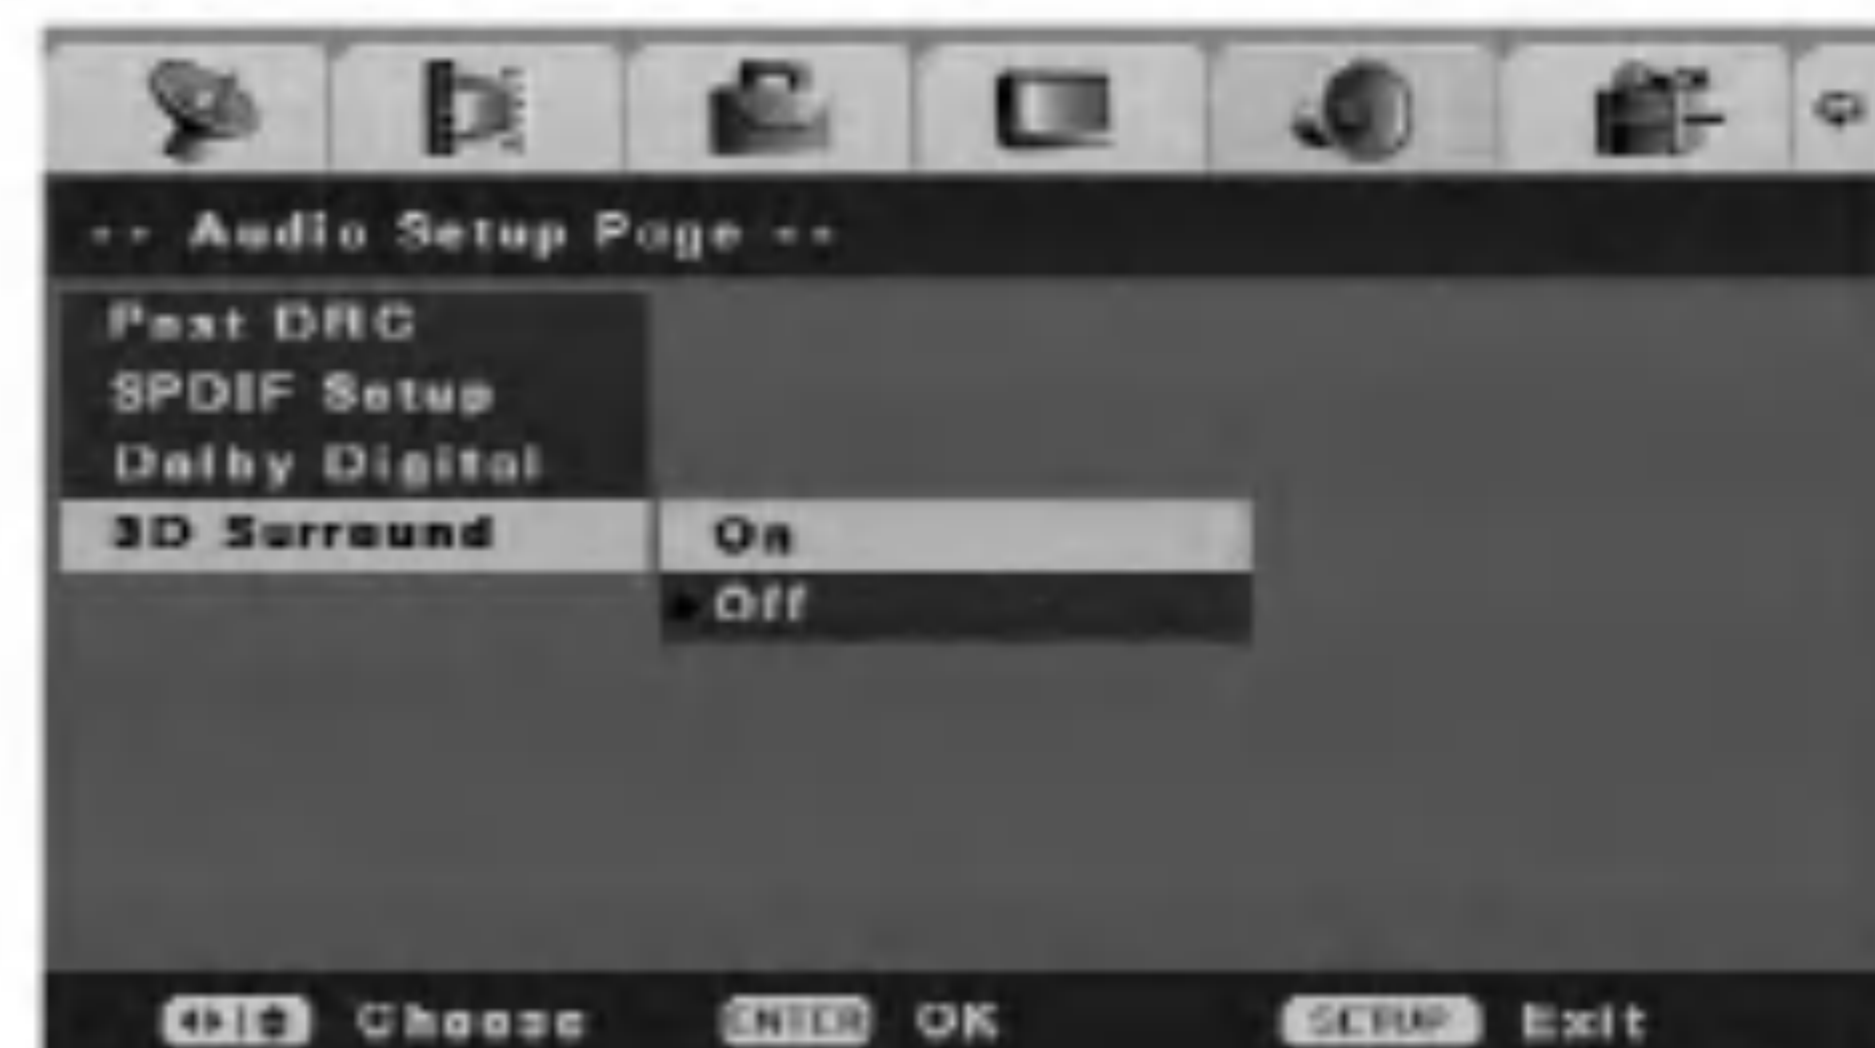 -- Audio Setup Page --
Post DRC
SPDIF Setup
Dolby Digital
3D Surround
On
Off
Choose ENTER OK SETUP Exit